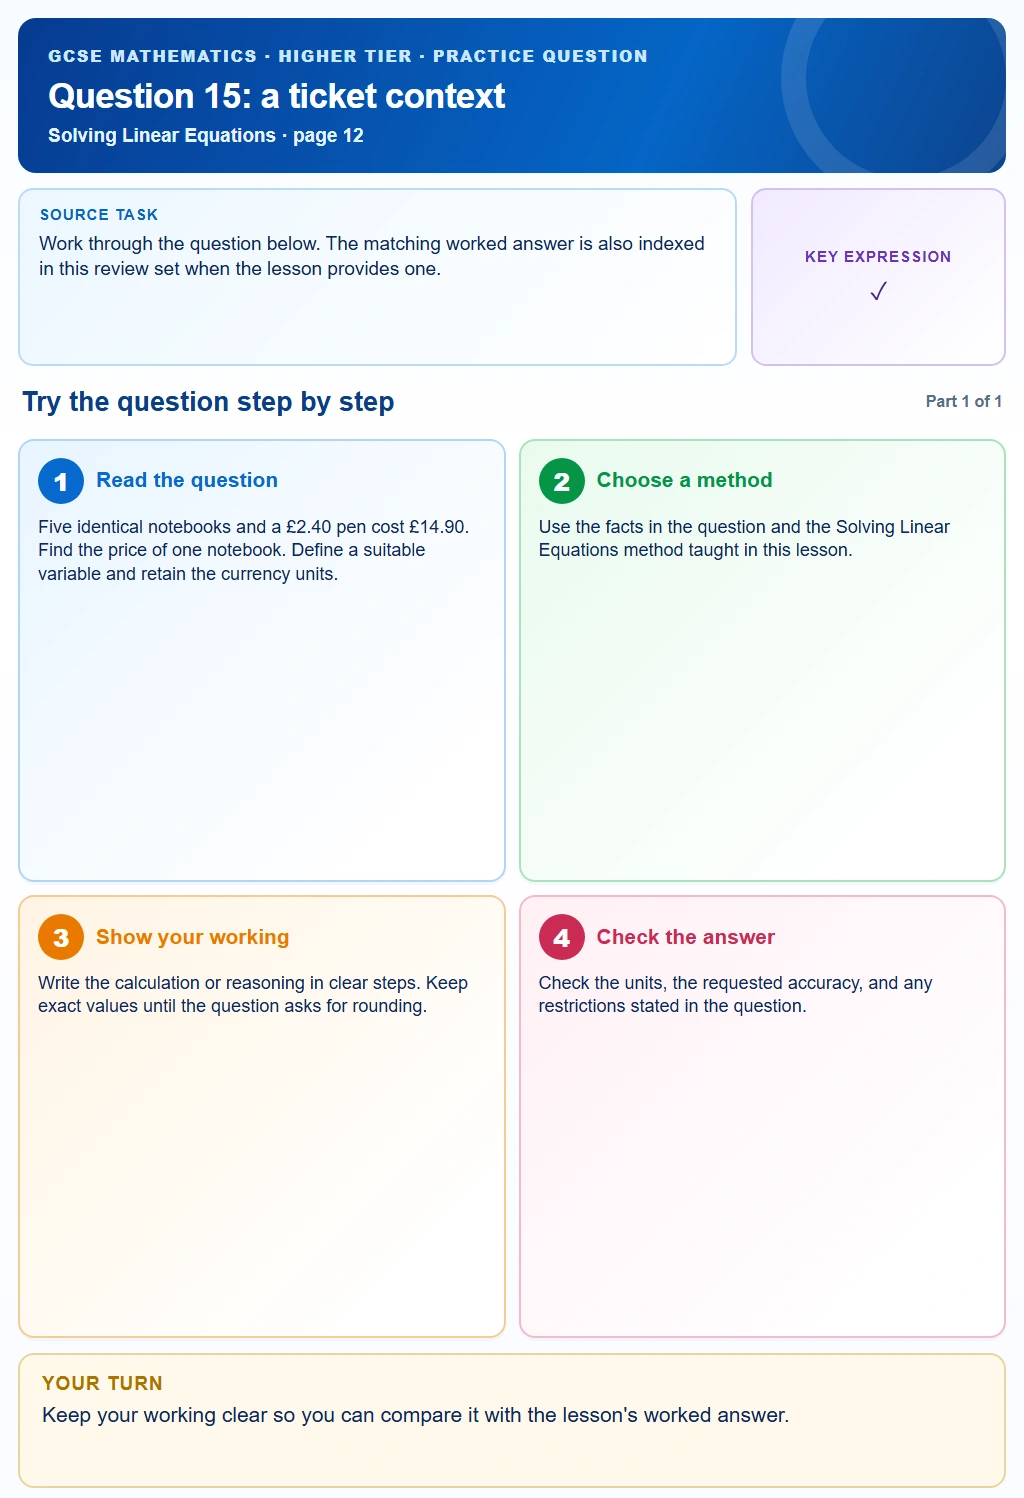 GCSE MATHEMATICS · HIGHER TIER · PRACTICE QUESTION
Question 15: a ticket context
Solving Linear Equations · page 12
SOURCE TASK
Work through the question below. The matching worked answer is also indexed
in this review set when the lesson provides one.
KEY EXPRESSION
✓
Try the question step by step
Part 1 of 1
1 Read the question
Five identical notebooks and a £2.40 pen cost £14.90.
Find the price of one notebook. Define a suitable
variable and retain the currency units.
2 Choose a method
Use the facts in the question and the Solving Linear
Equations method taught in this lesson.
3 Show your working
Write the calculation or reasoning in clear steps. Keep
exact values until the question asks for rounding.
4 Check the answer
Check the units, the requested accuracy, and any
restrictions stated in the question.
YOUR TURN
Keep your working clear so you can compare it with the lesson's worked answer.